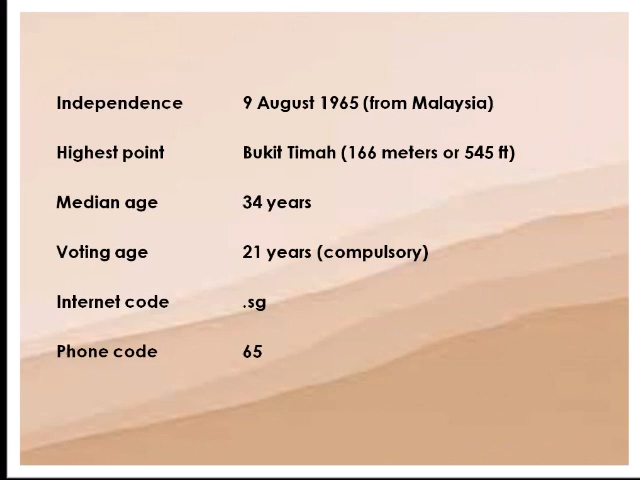 Independence 9 August 1965 (from Malaysia)
Highest point Bukit Timah (166 meters or 545 ft)
Median age 34 years
Voting age 21 years (compulsory)
Internet code .sg
Phone code 65